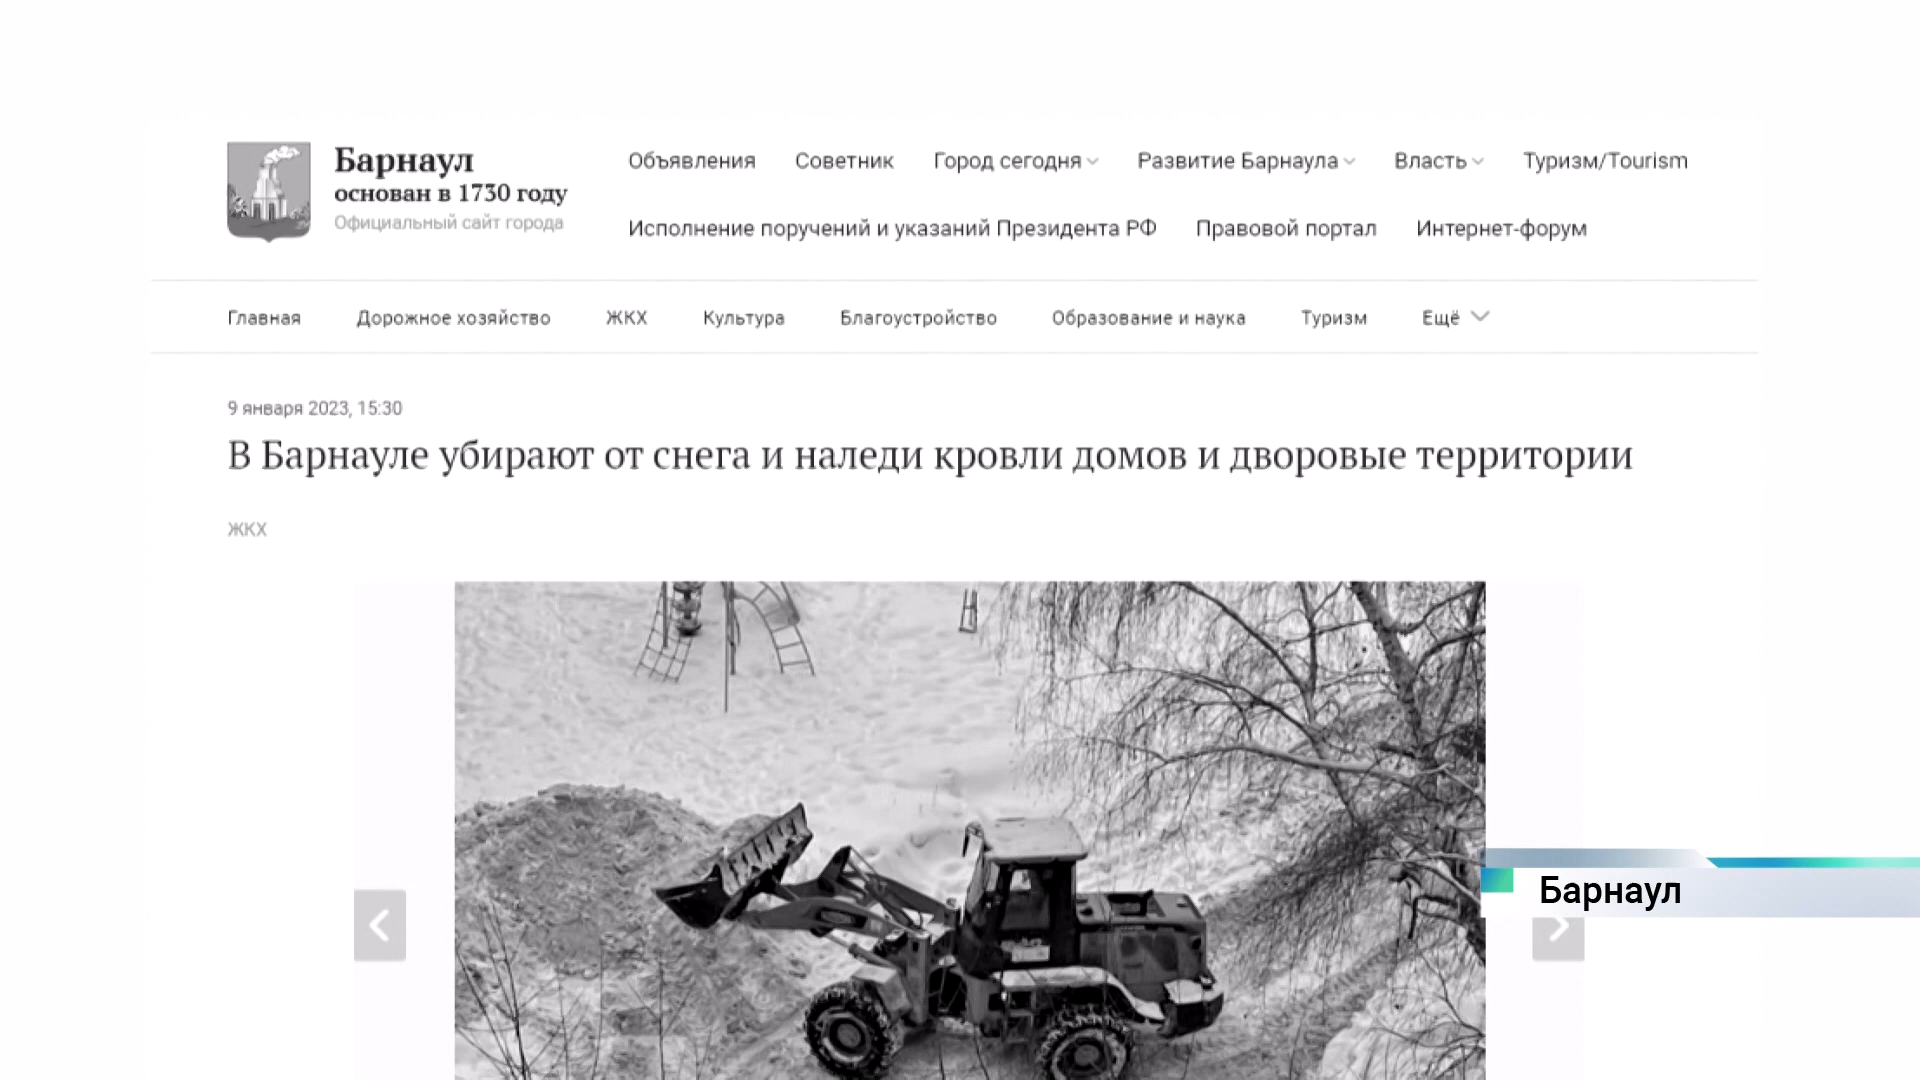 Барнаул
основан в 1730 году
Официальный сайт города
Объявления Советник Город сегодня Развитие Барнаула Власть Туризм/Tourism
Исполнение поручений и указаний Президента РФ Правовой портал Интернет-форум
Главная Дорожное хозяйство ЖКХ Культура Благоустройство Образование и наука Туризм Ещё
9 января 2023, 15:30
В Барнауле убирают от снега и наледи кровли домов и дворовые территории
ЖКХ
Барнаул